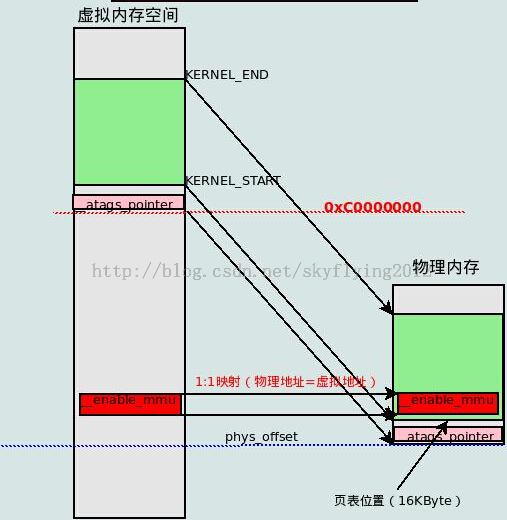 虚拟内存空间
KERNEL_END
KERNEL_START
__atags_pointer
0xC0000000
http://blog.csdn.net/skyflying201
物理内存
1:1映射（物理地址=虚拟地址）
__enable_mmu
__enable_mmu
phys_offset
atags_pointer
页表位置（16KByte）